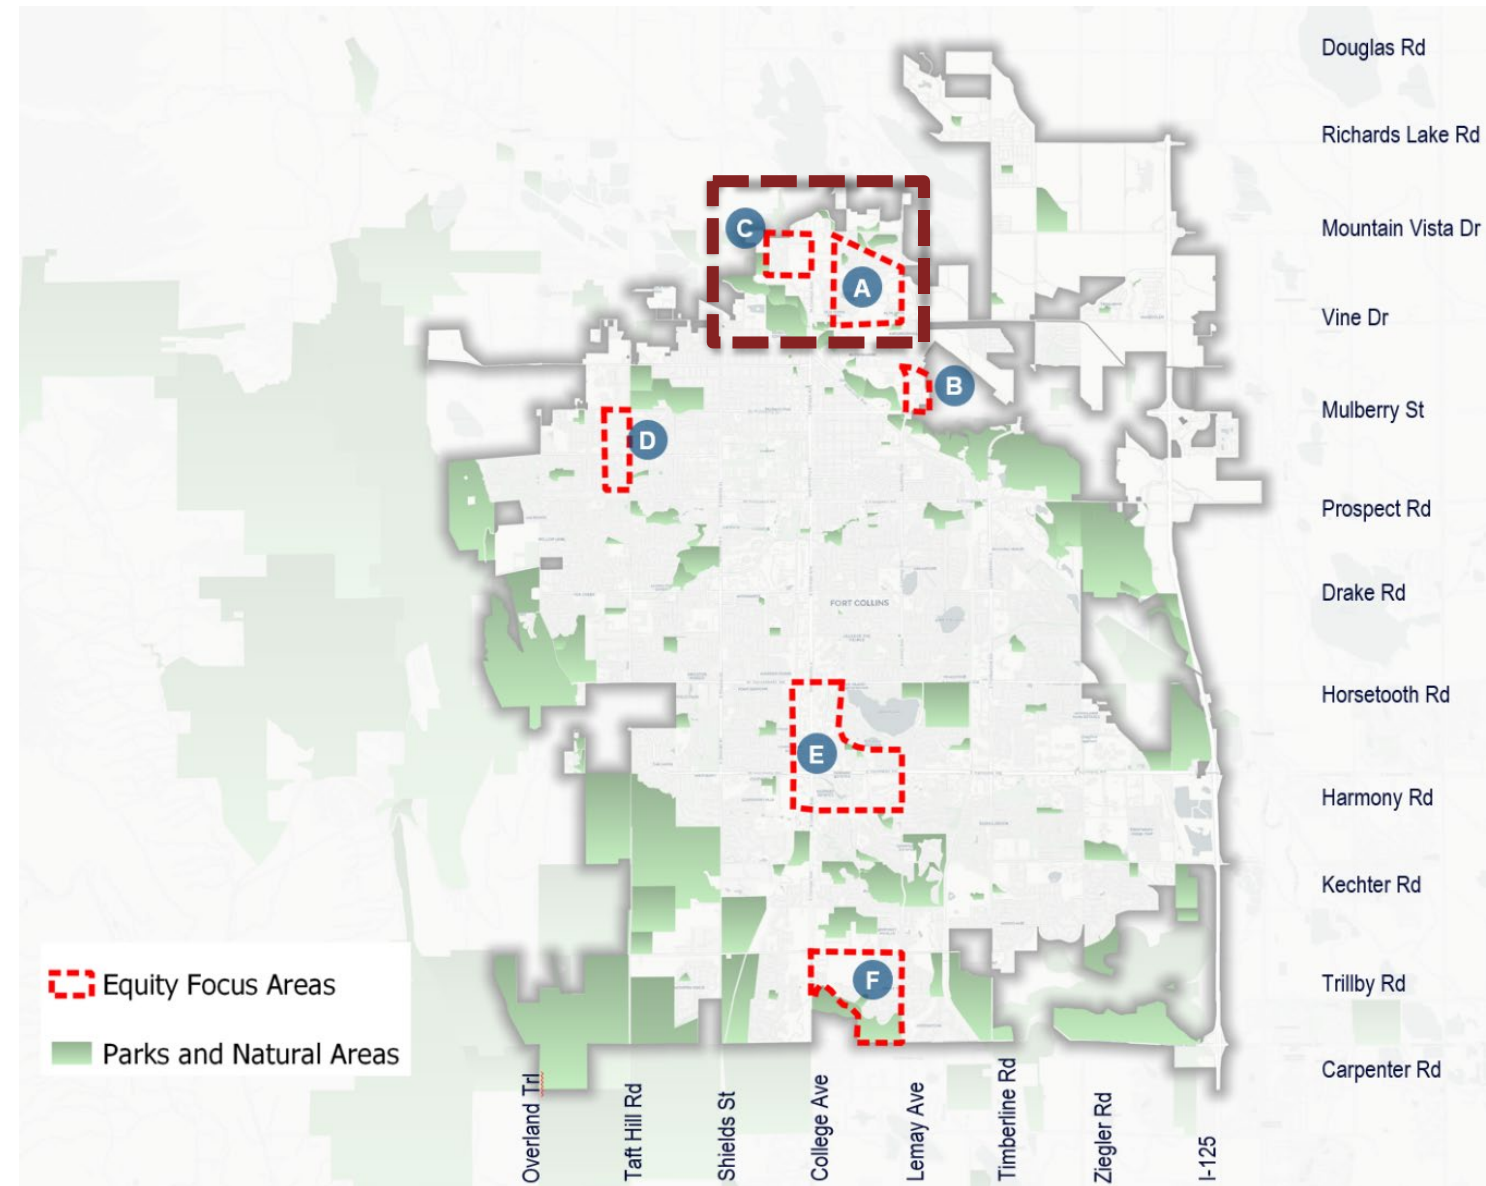 Douglas Rd
Richards Lake Rd
C
Mountain Vista Dr
A
Vine Dr
B
Mulberry St
D
Prospect Rd
Drake Rd
FORT COLLINS
Horsetooth Rd
E
Harmony Rd
Kechter Rd
F
Equity Focus Areas
Trillby Rd
Parks and Natural Areas
Carpenter Rd
Overland Trl
Taft Hill Rd
Shields St
College Ave
Lemay Ave
Timberline Rd
Ziegler Rd
I-125